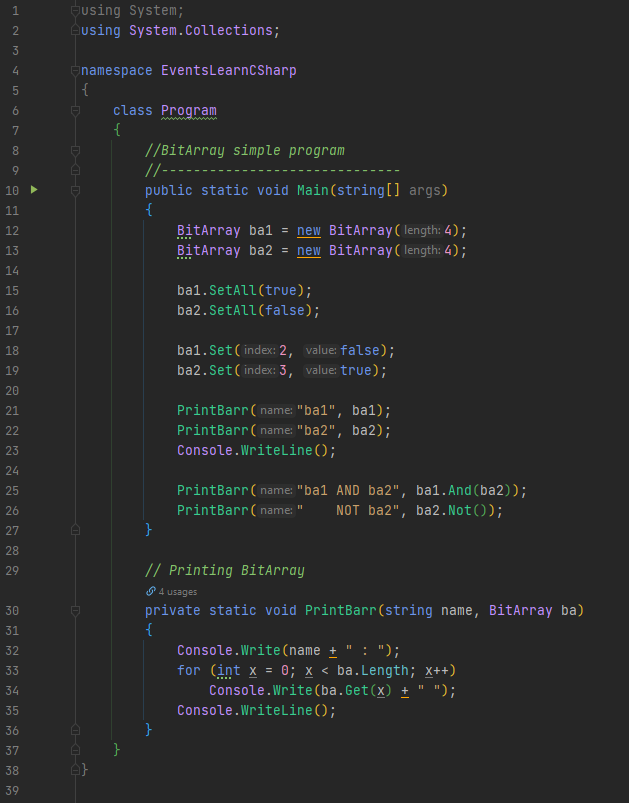 1 using System;
2 using System.Collections;
3
4 namespace EventsLearnCSharp
5 {
6     class Program
7     {
8         //BitArray simple program
9         //------------------------------
10         public static void Main(string[] args)
11         {
12             BitArray ba1 = new BitArray( length: 4);
13             BitArray ba2 = new BitArray( length: 4);
14
15             ba1.SetAll(true);
16             ba2.SetAll(false);
17
18             ba1.Set( index: 2, value: false);
19             ba2.Set( index: 3, value: true);
20
21             PrintBarr( name: "ba1", ba1);
22             PrintBarr( name: "ba2", ba2);
23             Console.WriteLine();
24
25             PrintBarr( name: "ba1 AND ba2", ba1.And(ba2));
26             PrintBarr( name: "    NOT ba2", ba2.Not());
27         }
28
29         // Printing BitArray
4 usages
30         private static void PrintBarr(string name, BitArray ba)
31         {
32             Console.Write(name + " : ");
33             for (int x = 0; x < ba.Length; x++)
34                 Console.Write(ba.Get(x) + " ");
35             Console.WriteLine();
36         }
37     }
38 }
39